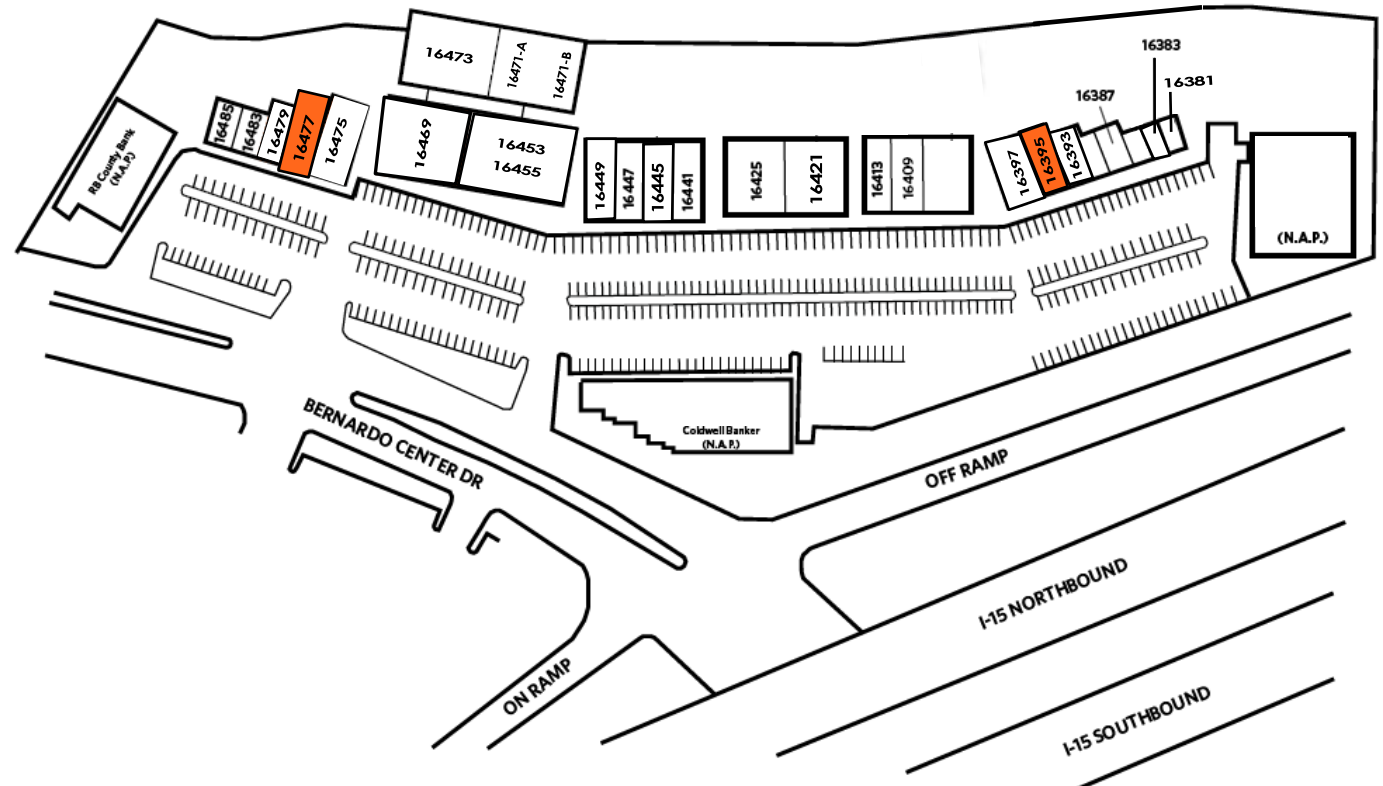 16473
16471-A
16471-B
16383
16381
16387
RB County Bank
(N.A.P.)
16485
16483
16479
16477
16475
16469
16453
16455
16449
16447
16445
16441
16425
16421
16413
16409
16397
16395
16393
(N.A.P.)
Coldwell Banker
(N.A.P.)
BERNARDO CENTER DR
OFF RAMP
I-15 NORTHBOUND
ON RAMP
I-15 SOUTHBOUND